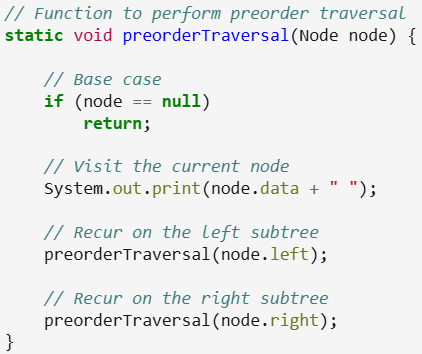 // Function to perform preorder traversal
static void preorderTraversal(Node node) {
// Base case
if (node == null)
return;
// Visit the current node
System.out.print(node.data + " ");
// Recur on the left subtree
preorderTraversal(node.left);
// Recur on the right subtree
preorderTraversal(node.right);
}